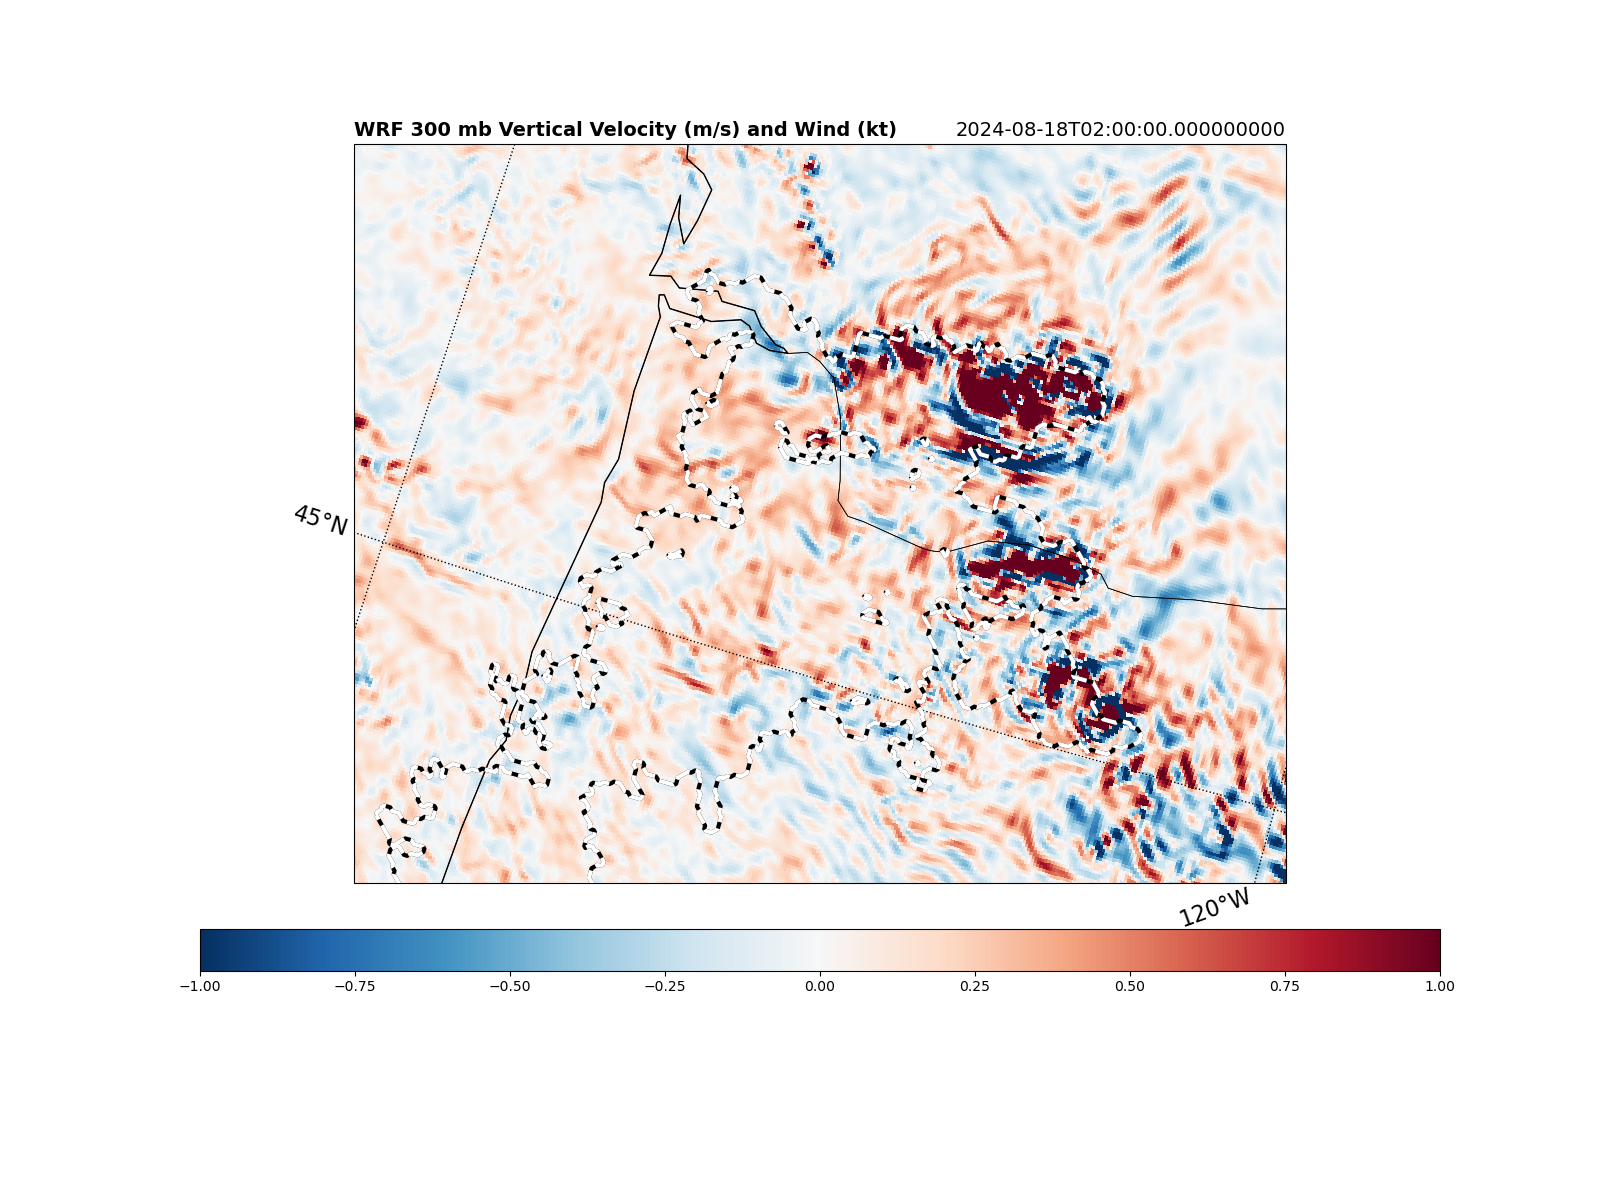 WRF 300 mb Vertical Velocity (m/s) and Wind (kt) 2024-08-18T02:00:00.000000000
45°N
120°W
−1.00 −0.75 −0.50 −0.25 0.00 0.25 0.50 0.75 1.00